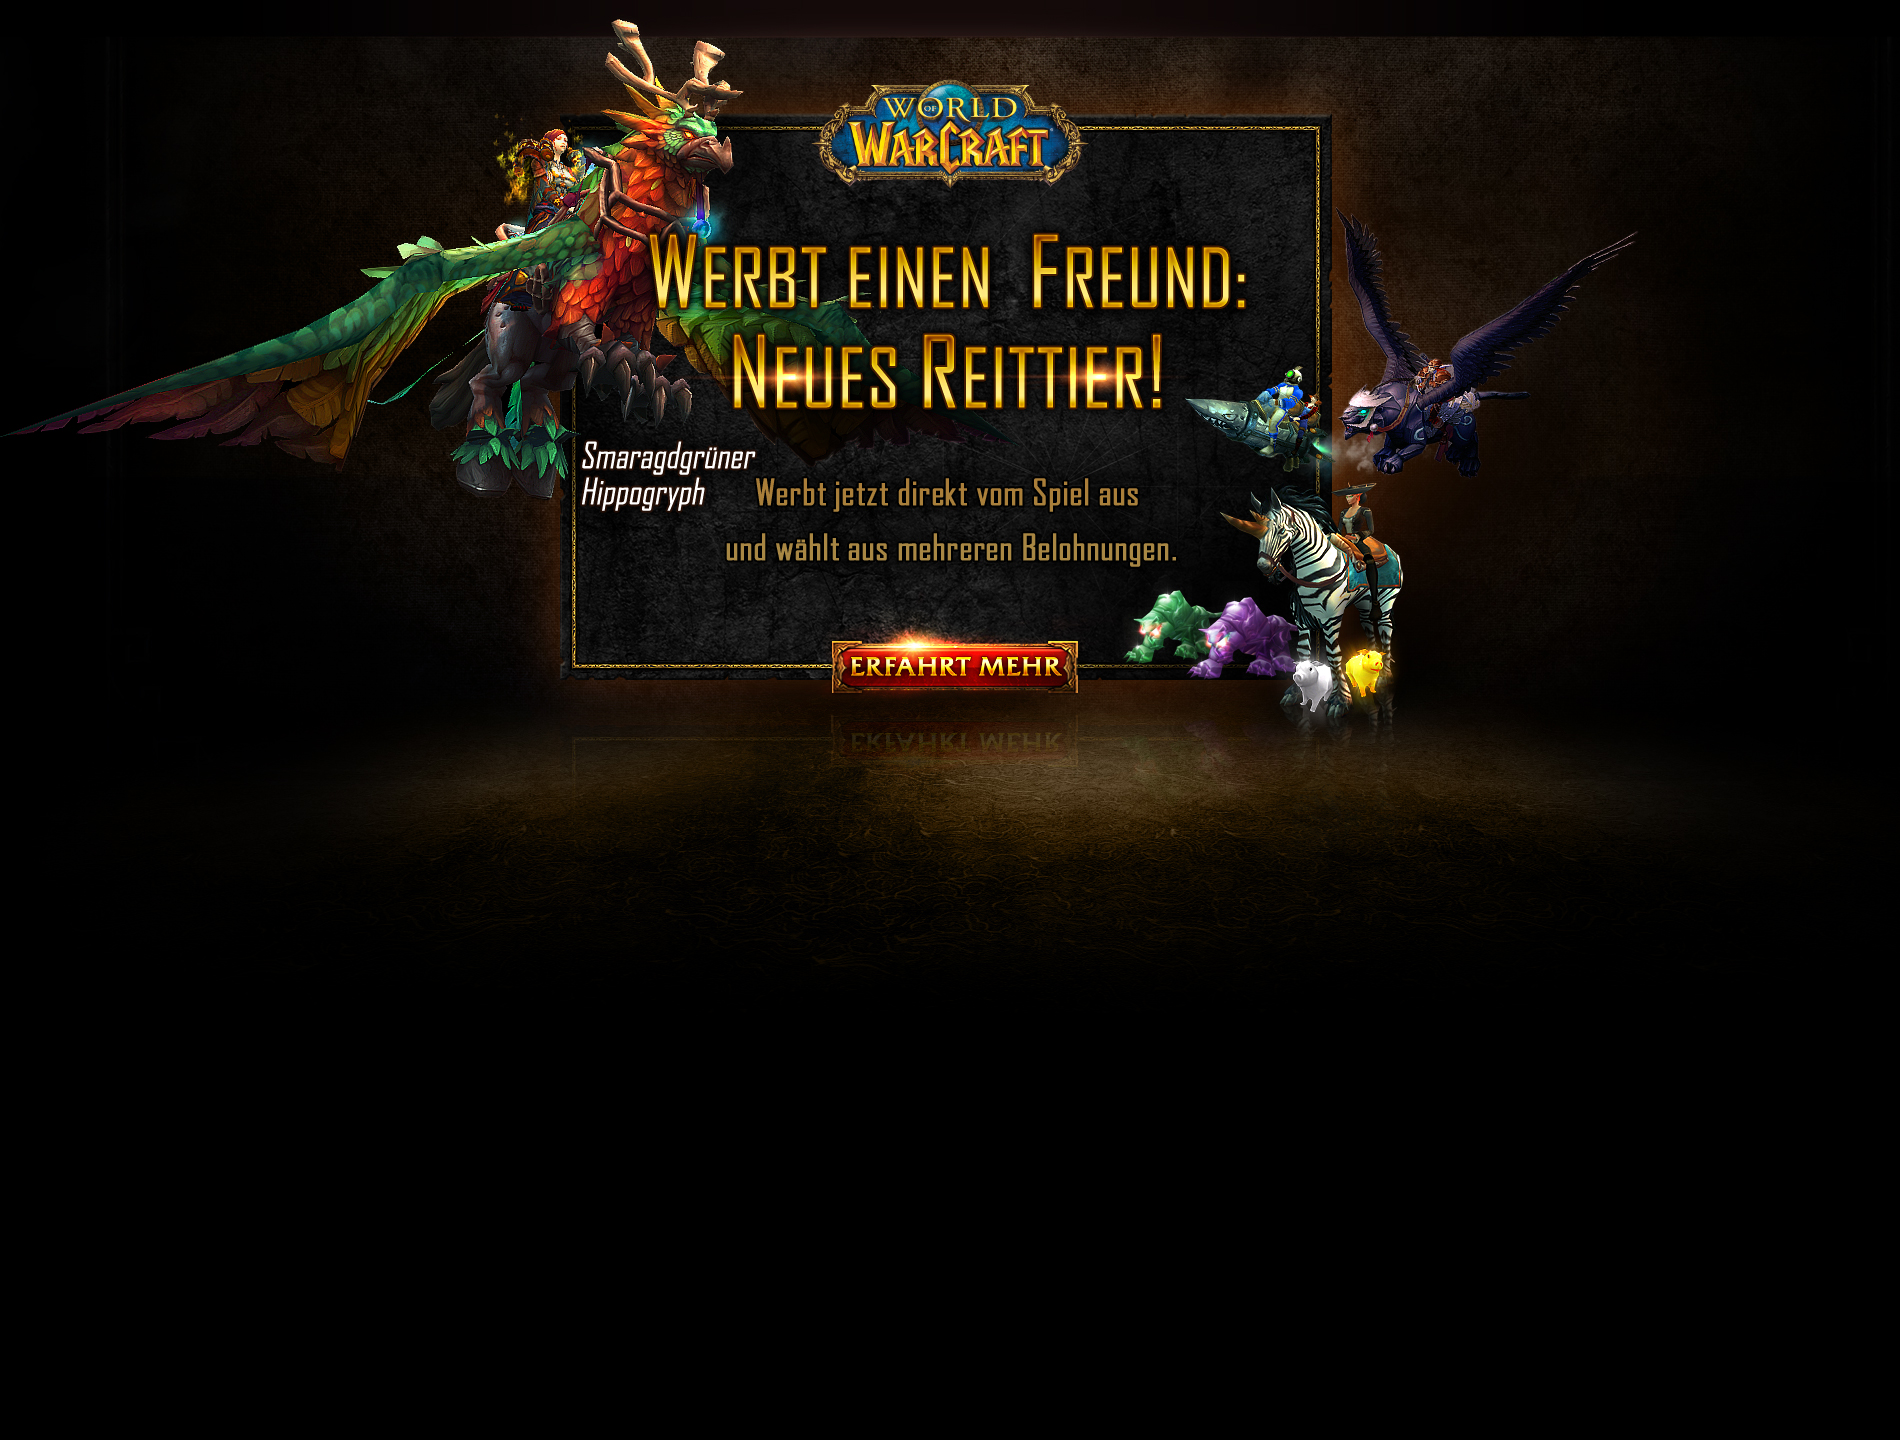 WORLD
OF
WARCRAFT
WERBT EINEN FREUND:
NEUES REITTIER!
Smaragdgrüner
Hippogryph
Werbt jetzt direkt vom Spiel aus
und wählt aus mehreren Belohnungen.
ERFAHRT MEHR